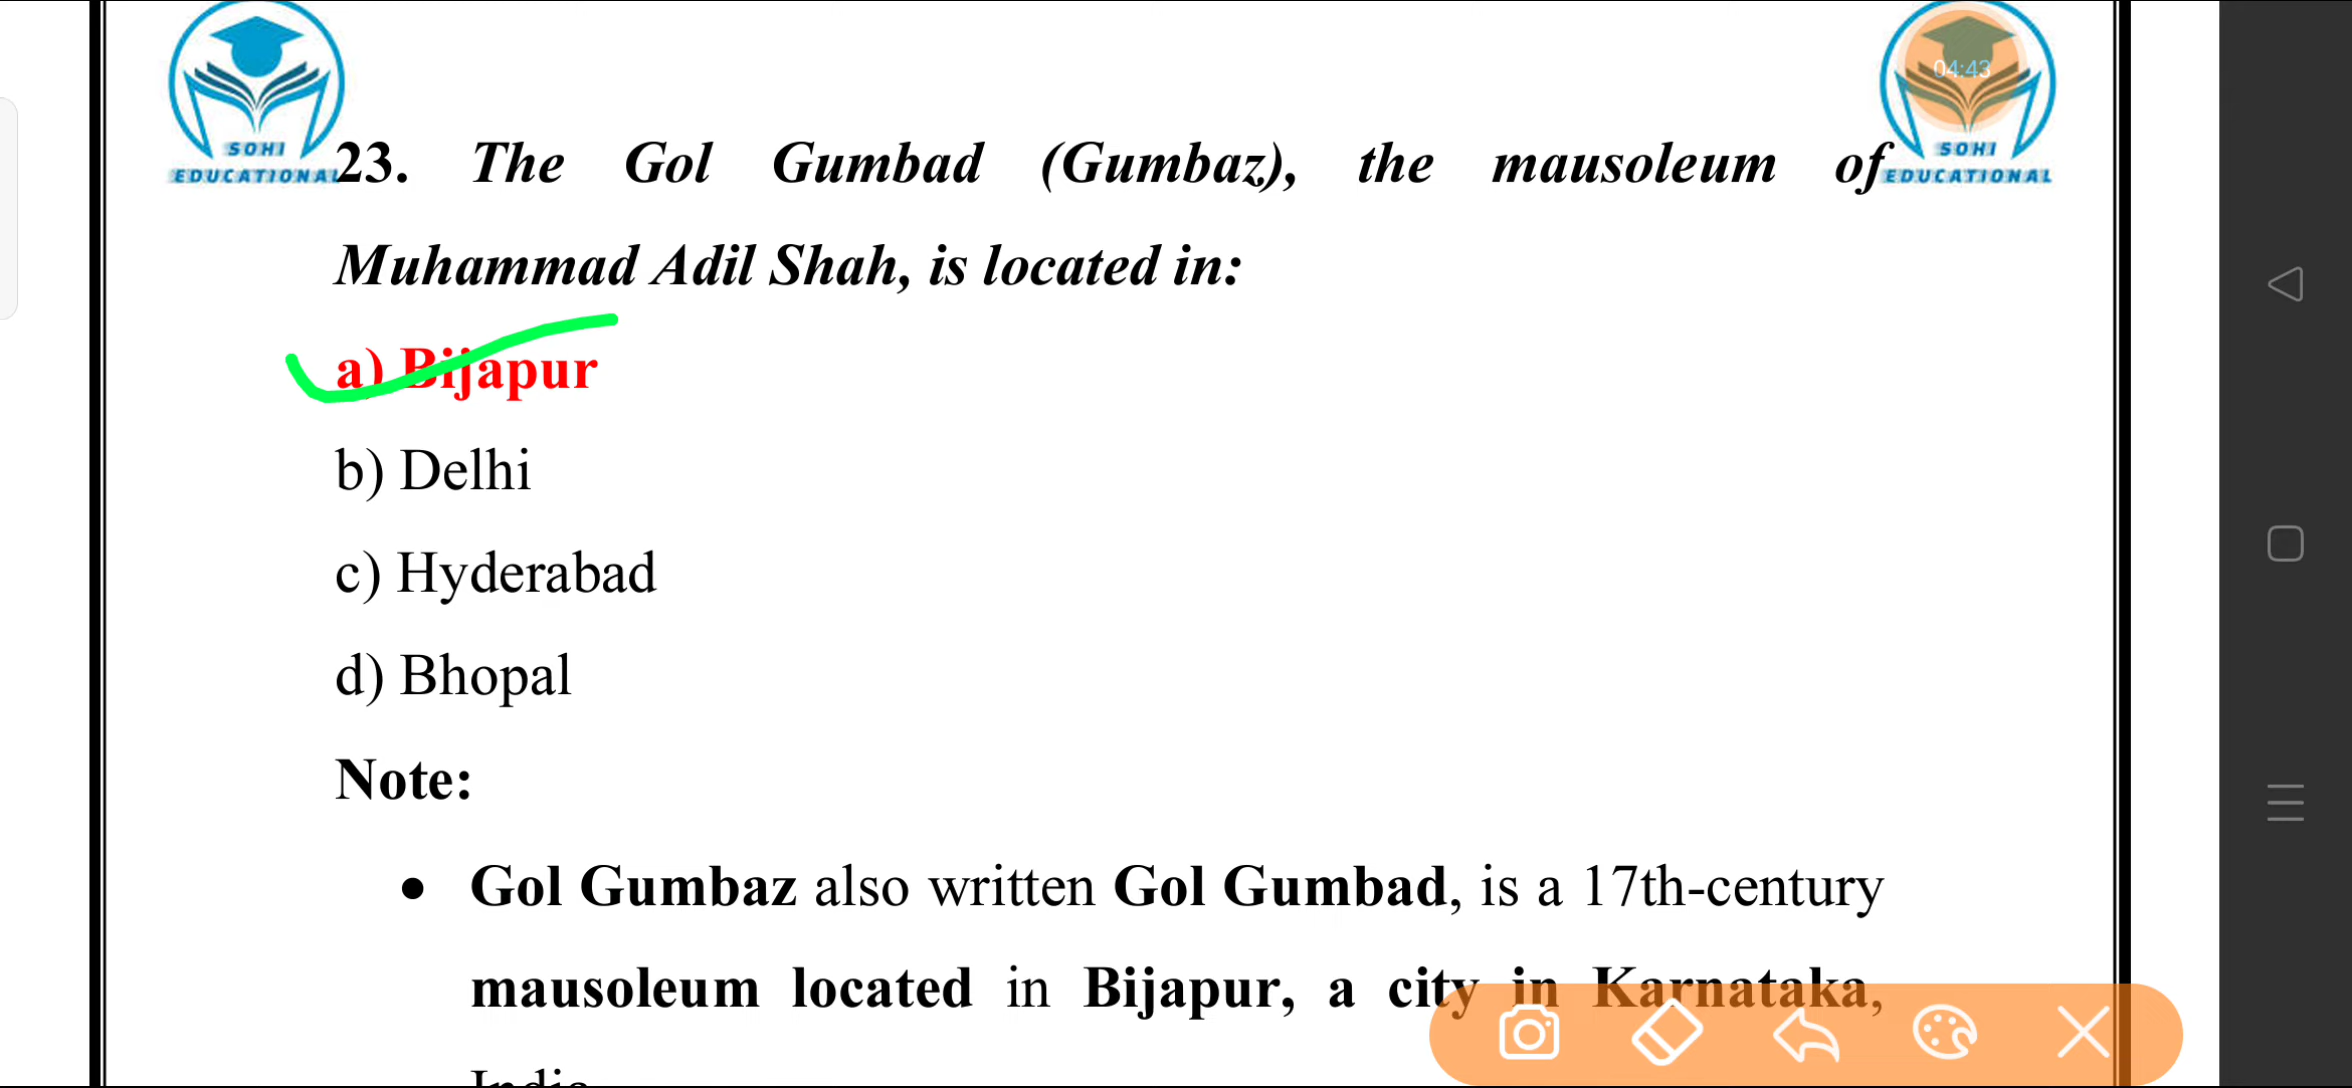 SOHI
EDUCATIONAL
04:43
SOHI
EDUCATIONAL
23. The Gol Gumbad (Gumbaz), the mausoleum of
Muhammad Adil Shah, is located in:
a) Bijapur
b) Delhi
c) Hyderabad
d) Bhopal
Note:
• Gol Gumbaz also written Gol Gumbad, is a 17th-century
mausoleum located in Bijapur, a city in Karnataka,
India